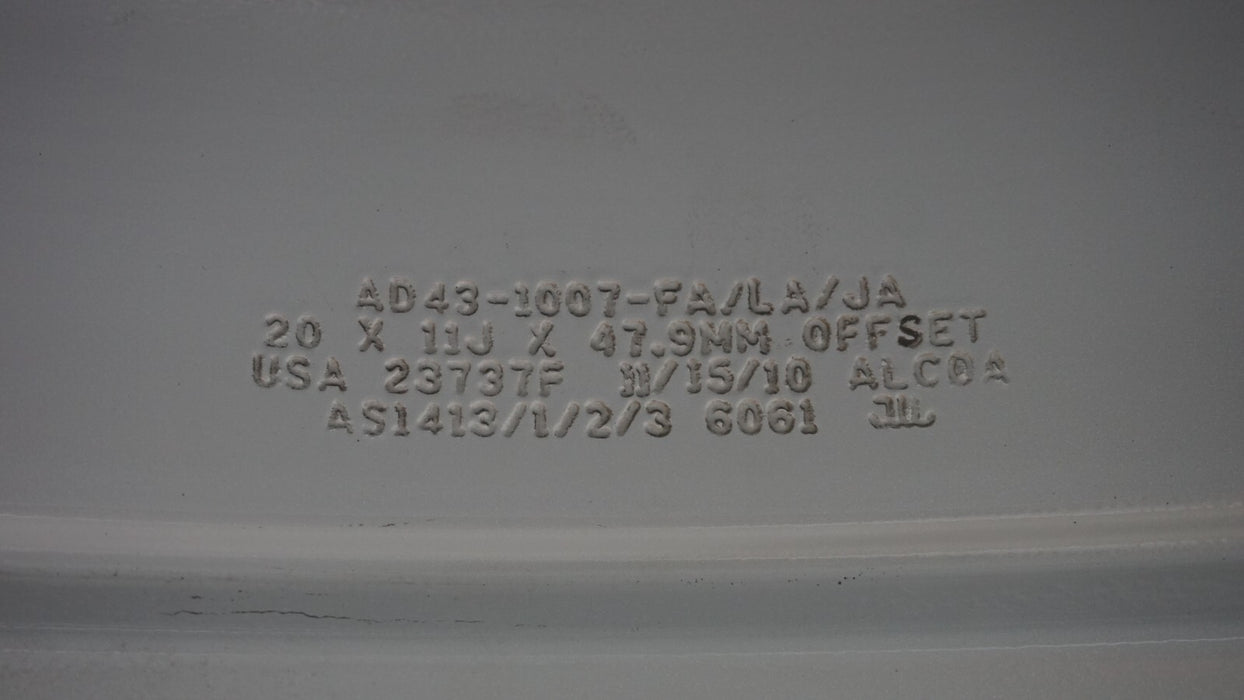 AD43-1007-FA/LA/JA
20 X 11J X 47.9MM OFFSET
USA 23737F 11/15/10 ALCOA
AS1413/1/2/3 6061